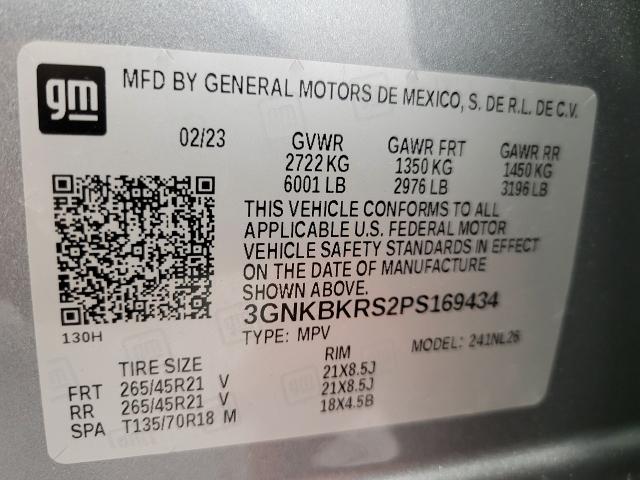 gm
MFD BY GENERAL MOTORS DE MEXICO, S. DE R.L. DE C.V.
02/23 GVWR GAWR FRT GAWR RR
2722 KG 1350 KG 1450 KG
6001 LB 2976 LB 3196 LB
THIS VEHICLE CONFORMS TO ALL
APPLICABLE U.S. FEDERAL MOTOR
VEHICLE SAFETY STANDARDS IN EFFECT
ON THE DATE OF MANUFACTURE
SHOWN ABOVE.
3GNKBKRS2PS169434
130H
TYPE: MPV MODEL: 241NL26
TIRE SIZE RIM
FRT 265/45R21 V 21X8.5J
RR 265/45R21 V 21X8.5J
SPA T135/70R18 M 18X4.5B